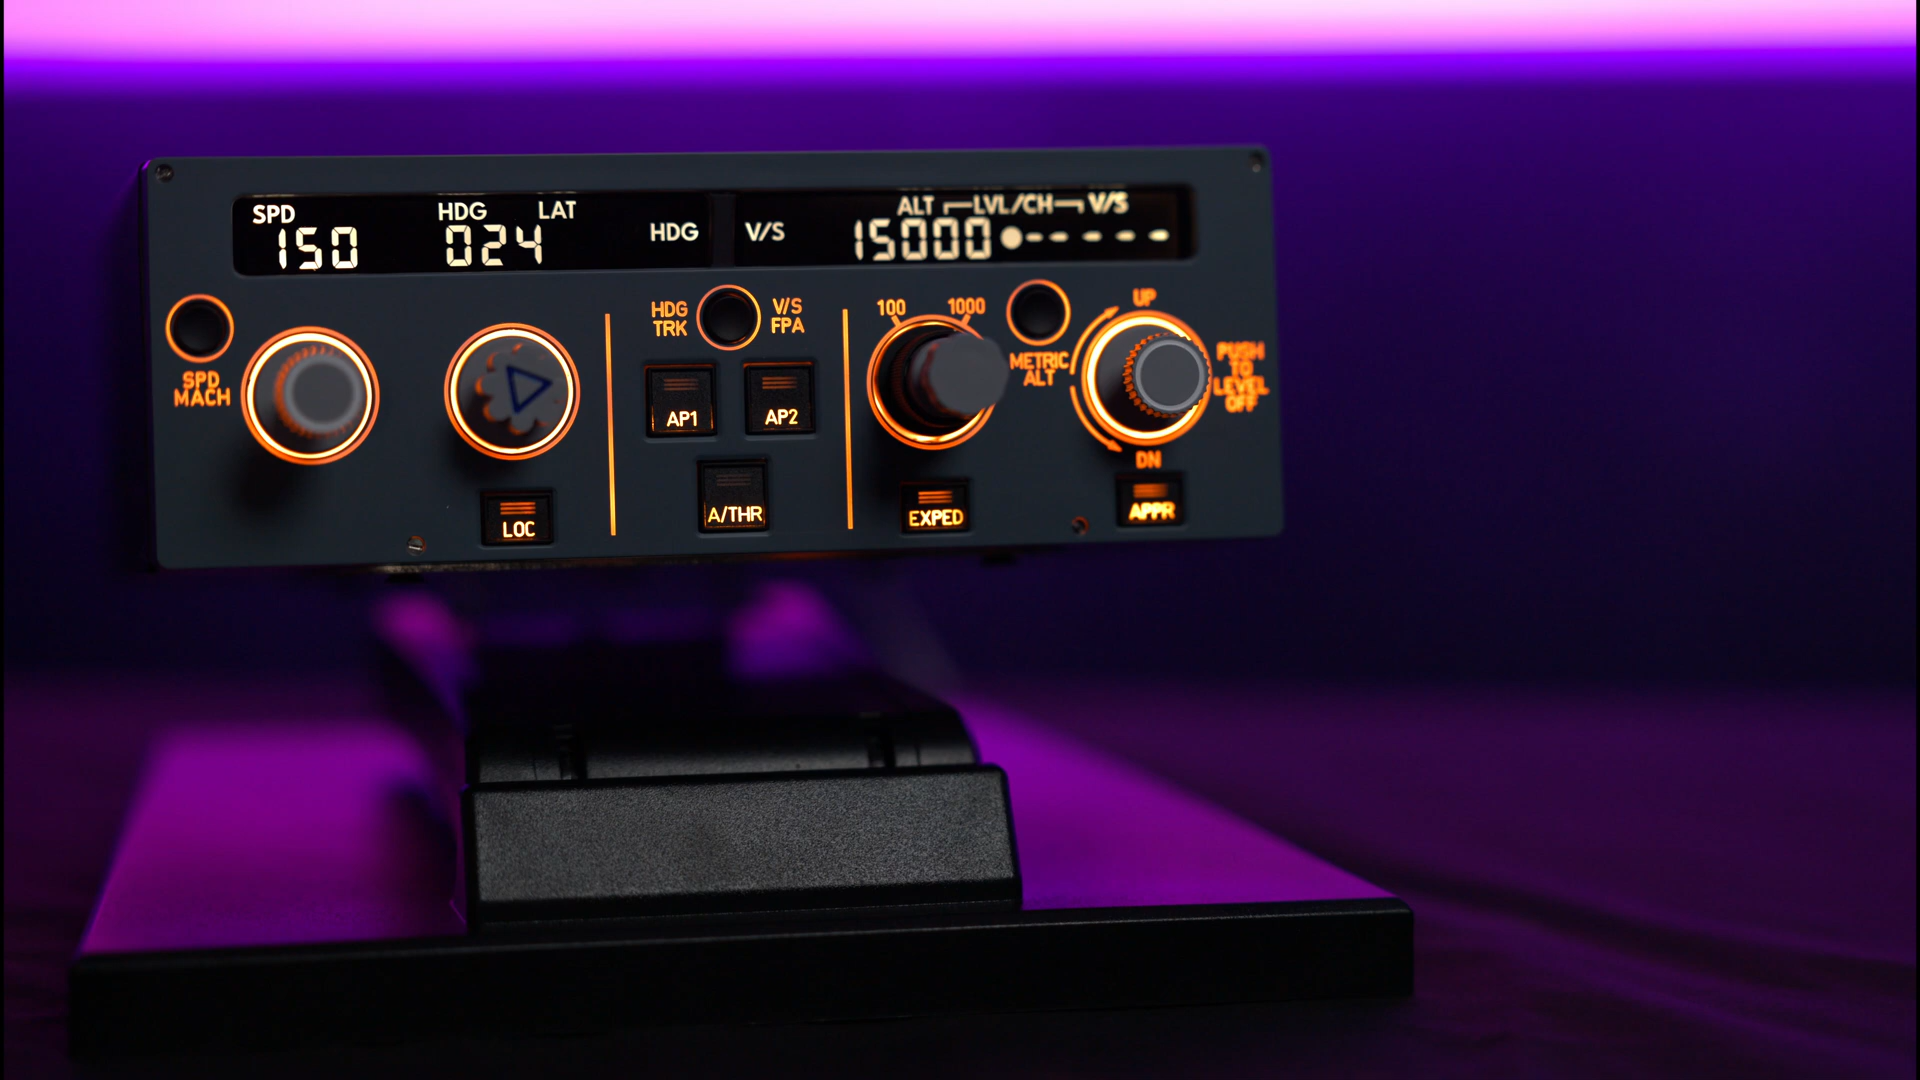 SPD
HDG LAT
ALT LVL/CH V/S
150
024
HDG
V/S
15000 -----
SPD
MACH
HDG
TRK
V/S
FPA
AP1
AP2
A/THR
LOC
100
1000
METRIC
ALT
UP
PUSH
TO
LEVEL
OFF
DN
EXPED
APPR